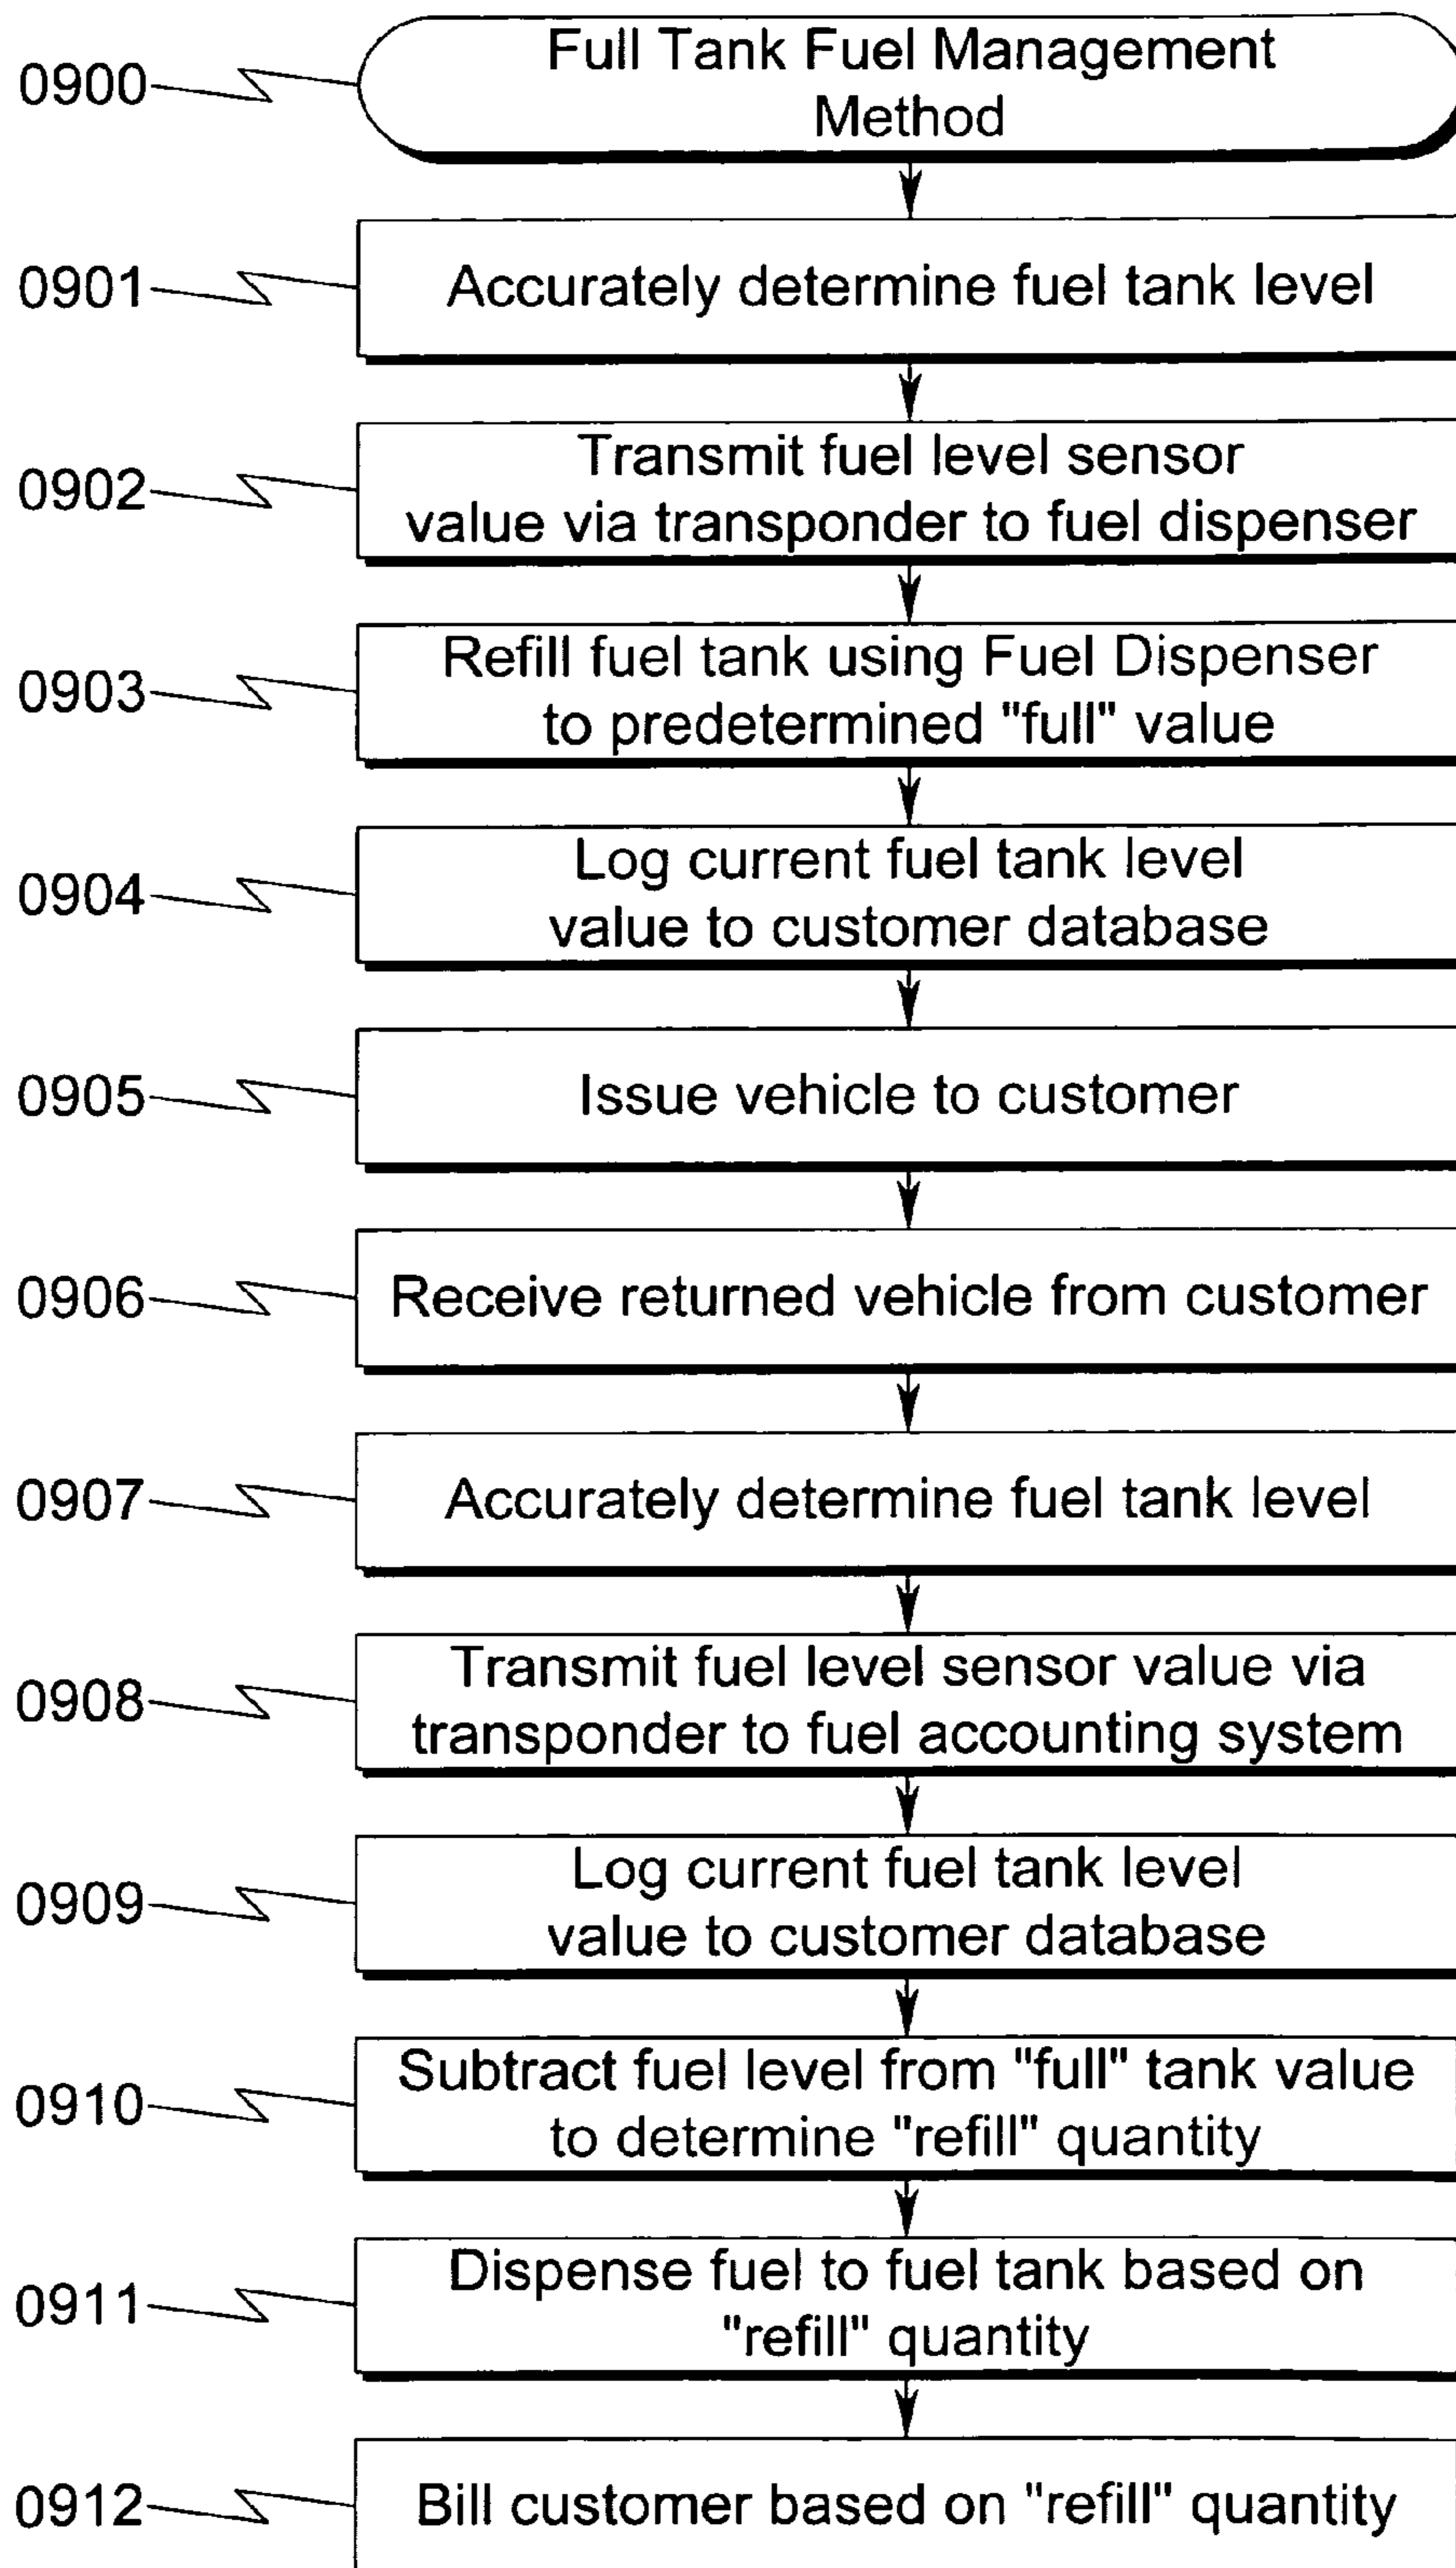 0900
Full Tank Fuel Management
Method
0901
Accurately determine fuel tank level
0902
Transmit fuel level sensor
value via transponder to fuel dispenser
0903
Refill fuel tank using Fuel Dispenser
to predetermined "full" value
0904
Log current fuel tank level
value to customer database
0905
Issue vehicle to customer
0906
Receive returned vehicle from customer
0907
Accurately determine fuel tank level
0908
Transmit fuel level sensor value via
transponder to fuel accounting system
0909
Log current fuel tank level
value to customer database
0910
Subtract fuel level from "full" tank value
to determine "refill" quantity
0911
Dispense fuel to fuel tank based on
"refill" quantity
0912
Bill customer based on "refill" quantity